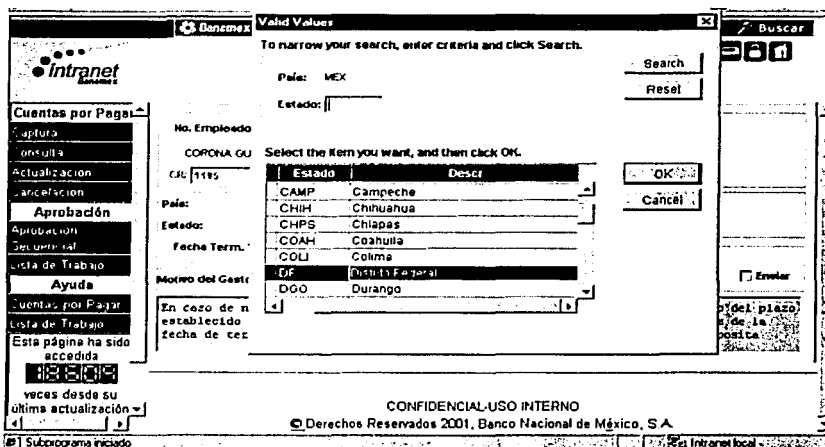 Banamex
Buscar
intranet
Banamex
Cuentas por Pagar
Captura
Consulta
Actualización
Cancelación
Aprobación
Aprobación
Secuencial
Lista de Trabajo
Ayuda
Cuentas por Pagar
Lista de Trabajo
Esta página ha sido
accedida
veces desde su
última actualización
No. Empleado
CORONA GU
CR: 1195
País:
Estado:
Fecha Term.
Motivo del Gasto
Enviar
En caso de n
establecido
fecha de ter
del plazo
s de la
posita
Valid Values
To narrow your search, enter criteria and click Search.
País: MEX
Estado:
Search
Reset
Select the item you want, and then click OK.
Estado Descr
CAMP Campeche
CHIH Chihuahua
CHPS Chiapas
COAH Coahuila
COLI Colima
DF Distrito Federal
DGO Durango
OK
Cancel
CONFIDENCIAL-USO INTERNO
© Derechos Reservados 2001, Banco Nacional de México, S.A.
Subprograma iniciado
Intranet local